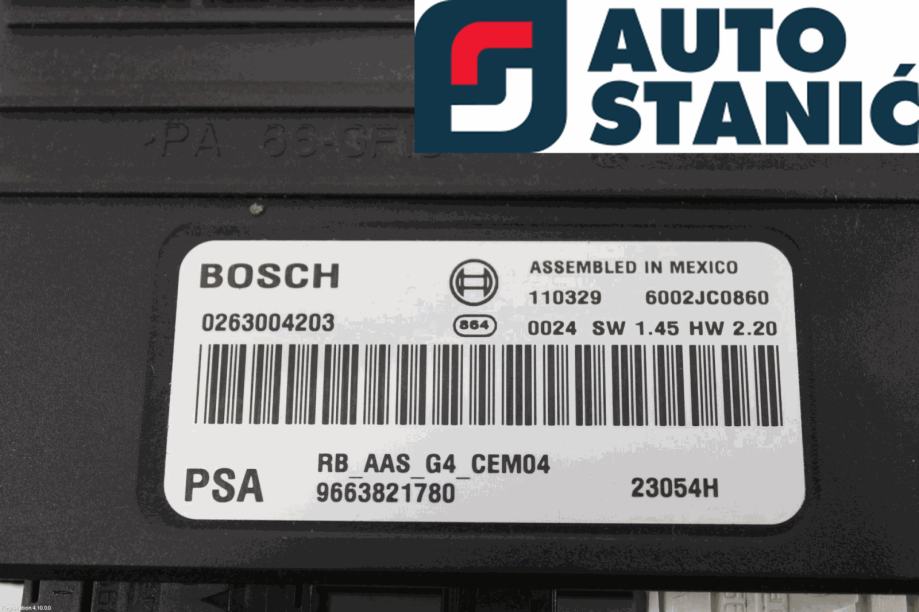 AUTO
STANIĆ
BOSCH
ASSEMBLED IN MEXICO
110329 6002JC0860
0263004203
864
0024 SW 1.45 HW 2.20
PSA
RB_AAS_G4_CEM04
9663821780
23054H